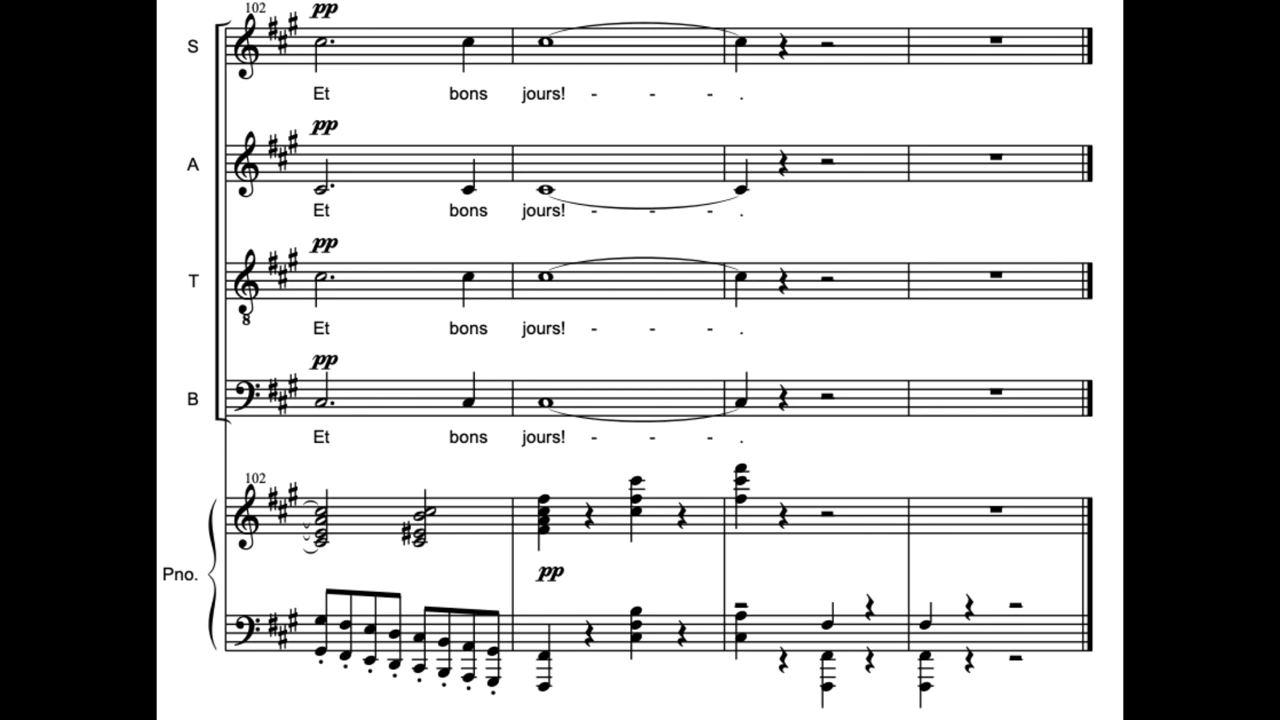 102
pp
S
Et bons jours! - - - .
pp
A
Et bons jours! - - - .
pp
T
8
Et bons jours! - - - .
pp
B
Et bons jours! - - - .
102
Pno.
pp